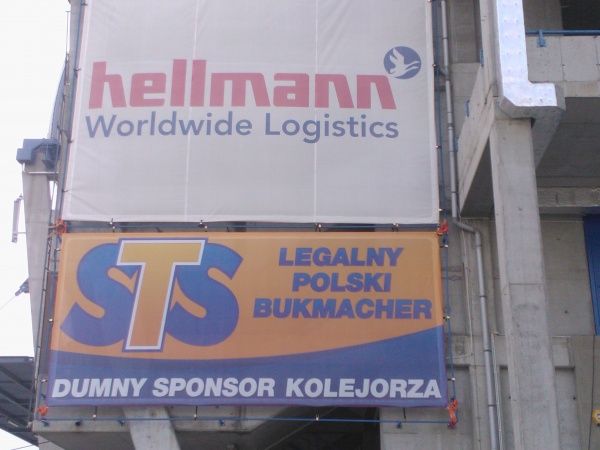 hellmann
Worldwide Logistics
STS
LEGALNY
POLSKI
BUKMACHER
DUMNY SPONSOR KOLEJORZA